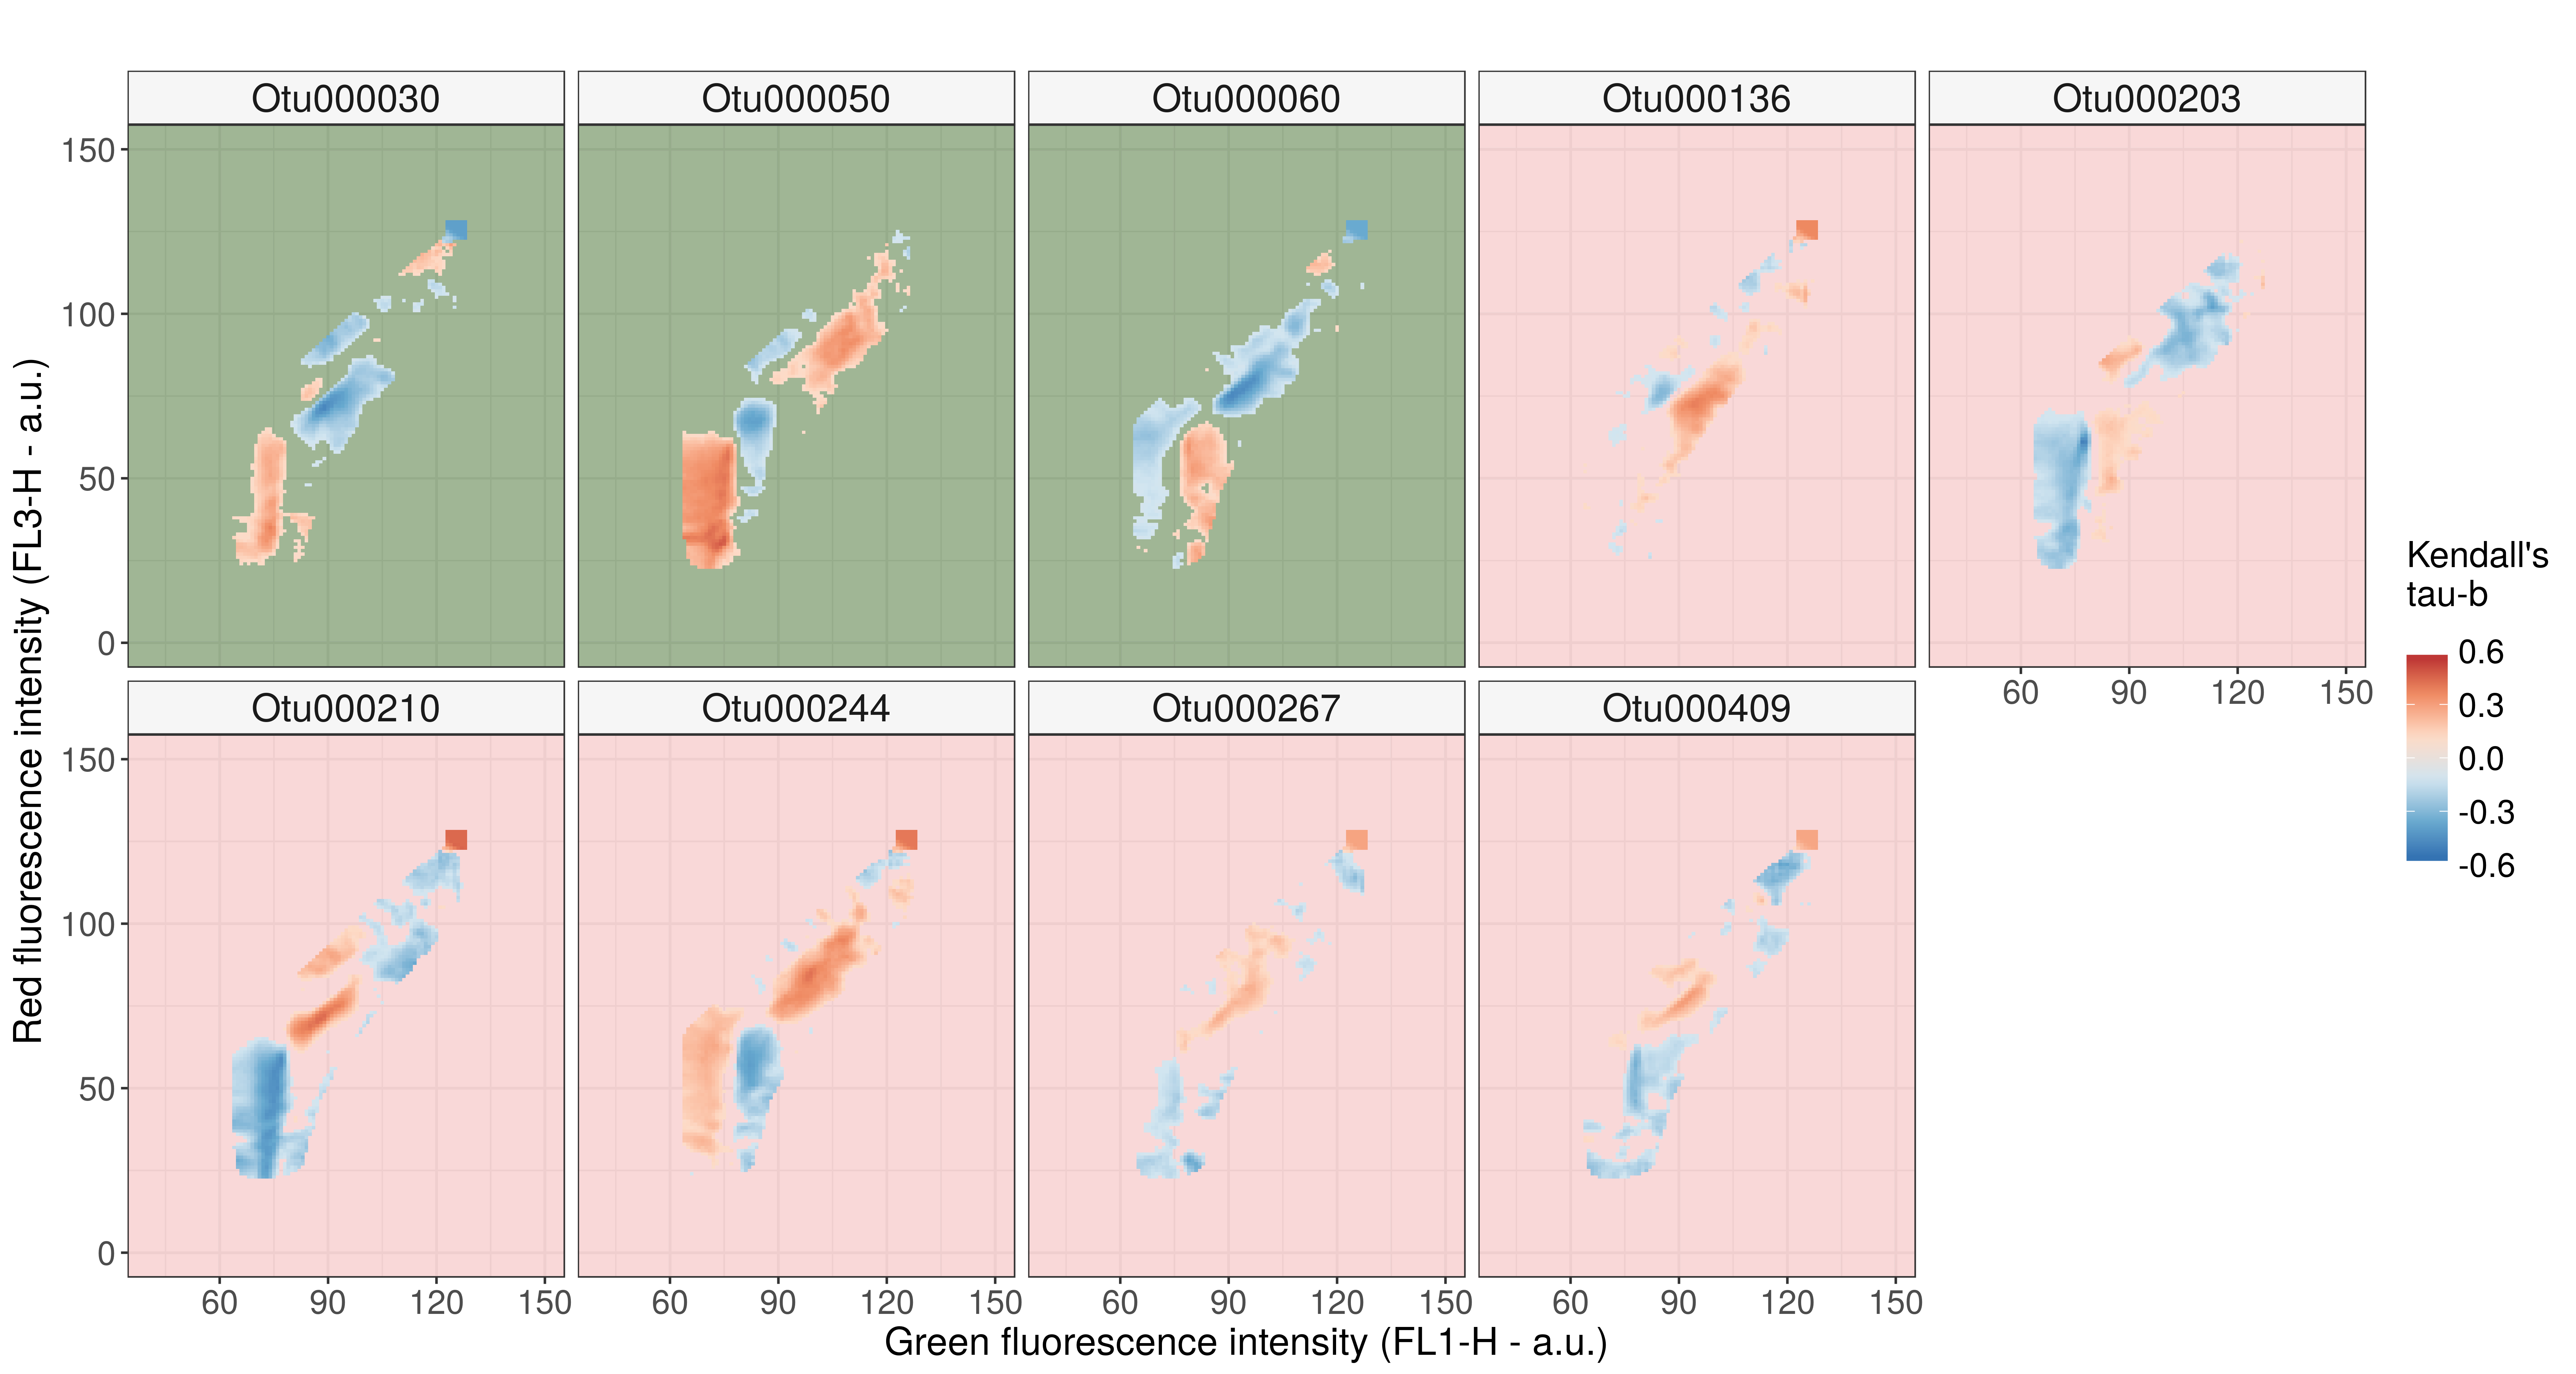 Otu000030 Otu000050 Otu000060 Otu000136 Otu000203
150
100
50
0
60 90 120 150
Otu000210 Otu000244 Otu000267 Otu000409
150
100
50
0
60 90 120 150 60 90 120 150 60 90 120 150 60 90 120 150
Green fluorescence intensity (FL1-H - a.u.)
Red fluorescence intensity (FL3-H - a.u.)
Kendall's
tau-b
0.6
0.3
0.0
-0.3
-0.6